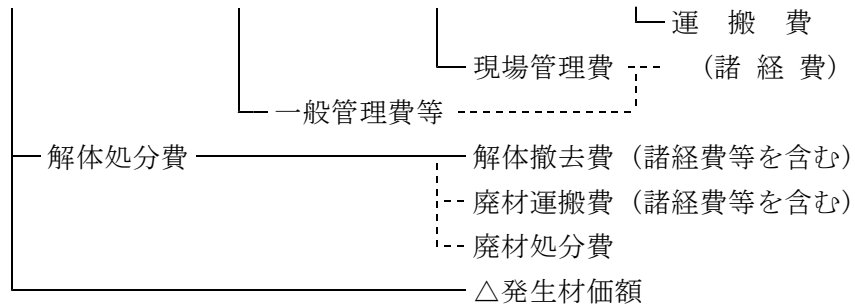 運 搬 費
現場管理費 (諸 経 費)
一般管理費等
解体処分費 解体撤去費（諸経費等を含む）
廃材運搬費（諸経費等を含む）
廃材処分費
△発生材価額